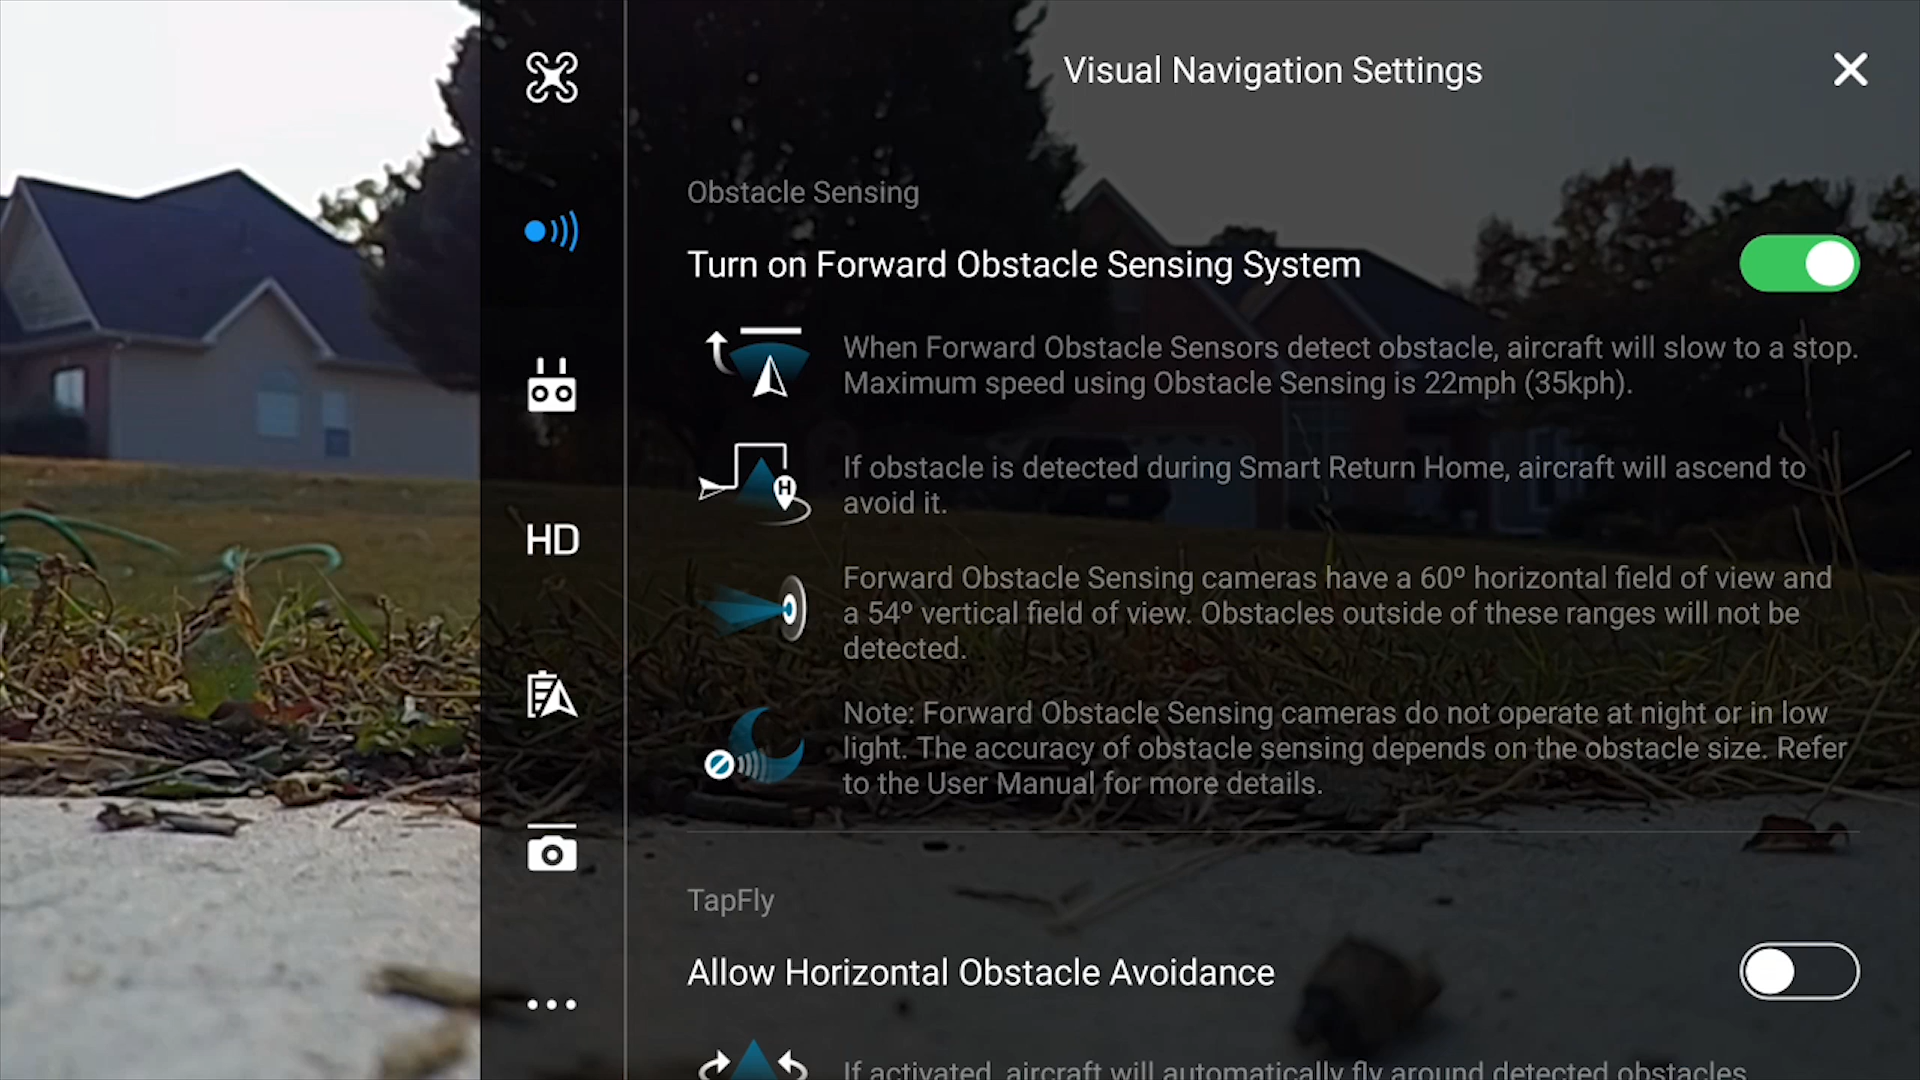 Visual Navigation Settings
Obstacle Sensing
Turn on Forward Obstacle Sensing System
When Forward Obstacle Sensors detect obstacle, aircraft will slow to a stop.
Maximum speed using Obstacle Sensing is 22mph (35kph).
If obstacle is detected during Smart Return Home, aircraft will ascend to
avoid it.
H
Forward Obstacle Sensing cameras have a 60º horizontal field of view and
a 54º vertical field of view. Obstacles outside of these ranges will not be
detected.
HD
Note: Forward Obstacle Sensing cameras do not operate at night or in low
light. The accuracy of obstacle sensing depends on the obstacle size. Refer
to the User Manual for more details.
TapFly
Allow Horizontal Obstacle Avoidance
If activated, aircraft will automatically fly around detected obstacles